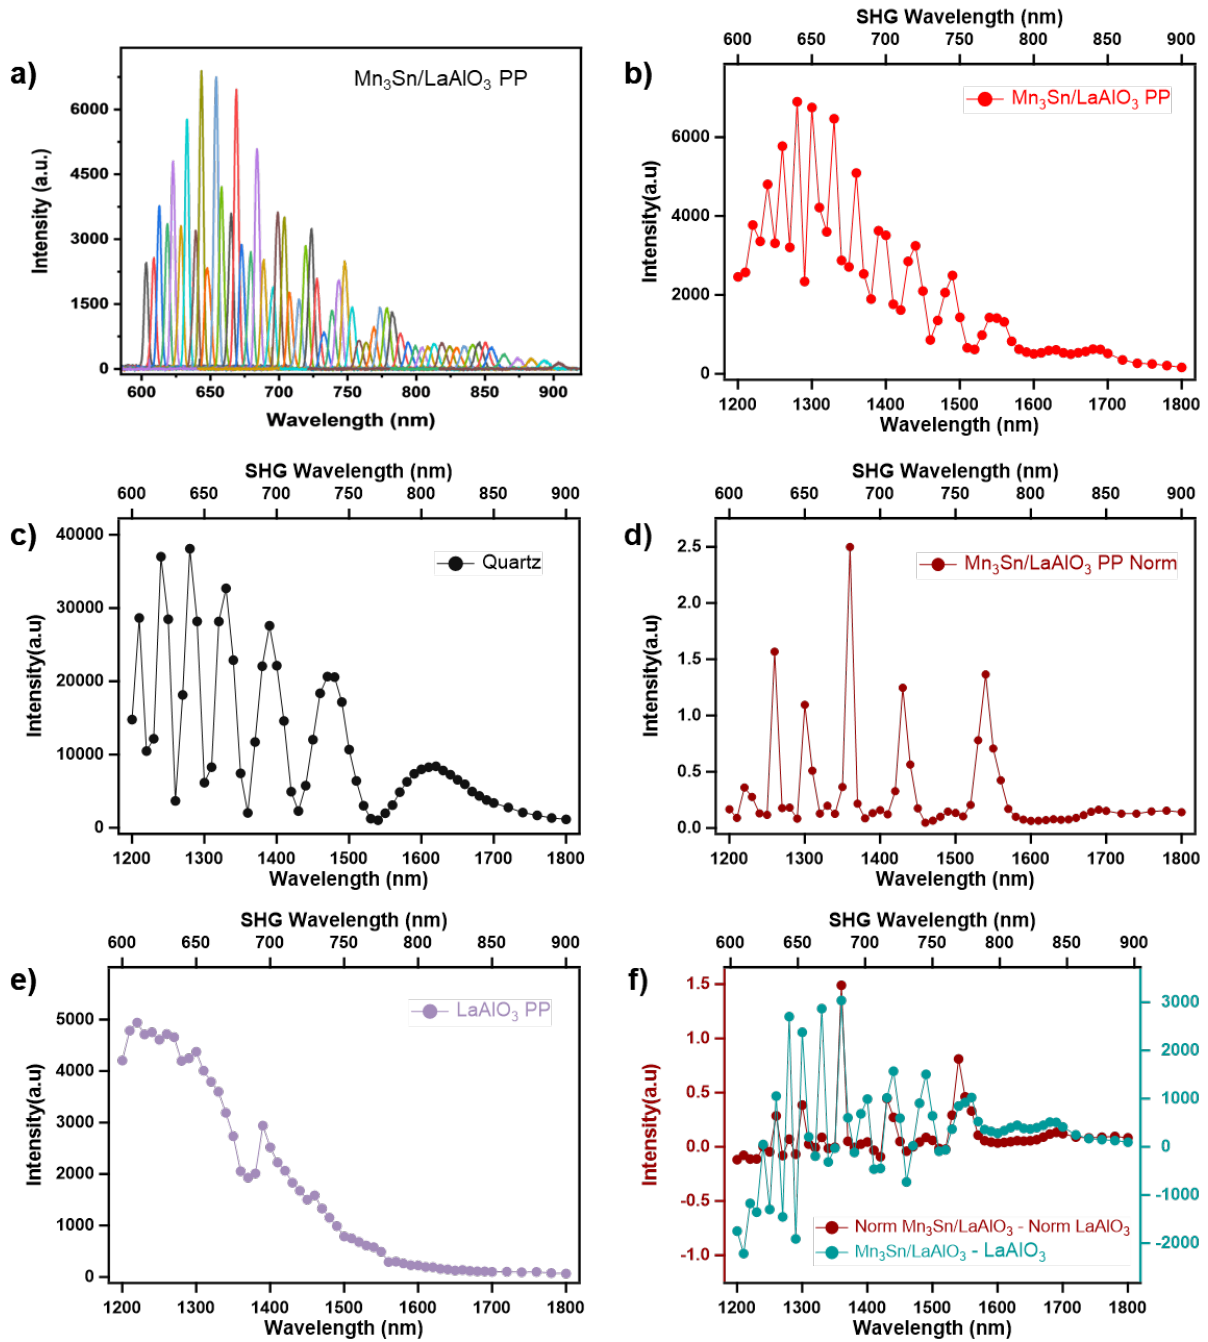 a)
Mn₃Sn/LaAlO₃ PP
6000
4500
3000
1500
0
Intensity (a.u.)
600 650 700 750 800 850 900
Wavelength (nm)
b)
SHG Wavelength (nm)
600 650 700 750 800 850 900
Mn₃Sn/LaAlO₃ PP
6000
4000
2000
0
Intensity(a.u)
1200 1300 1400 1500 1600 1700 1800
Wavelength (nm)
c)
SHG Wavelength (nm)
600 650 700 750 800 850 900
Quartz
40000
30000
20000
10000
0
Intensity(a.u)
1200 1300 1400 1500 1600 1700 1800
Wavelength (nm)
d)
SHG Wavelength (nm)
600 650 700 750 800 850 900
Mn₃Sn/LaAlO₃ PP Norm
2.5
2.0
1.5
1.0
0.5
0.0
Intensity(a.u)
1200 1300 1400 1500 1600 1700 1800
Wavelength (nm)
e)
SHG Wavelength (nm)
600 650 700 750 800 850 900
LaAlO₃ PP
5000
4000
3000
2000
1000
0
Intensity(a.u)
1200 1300 1400 1500 1600 1700 1800
Wavelength (nm)
f)
SHG Wavelength (nm)
600 650 700 750 800 850 900
1.5
1.0
0.5
0.0
-0.5
-1.0
Intensity(a.u)
3000
2000
1000
0
-1000
-2000
Norm Mn₃Sn/LaAlO₃ - Norm LaAlO₃
Mn₃Sn/LaAlO₃ - LaAlO₃
1200 1300 1400 1500 1600 1700 1800
Wavelength (nm)